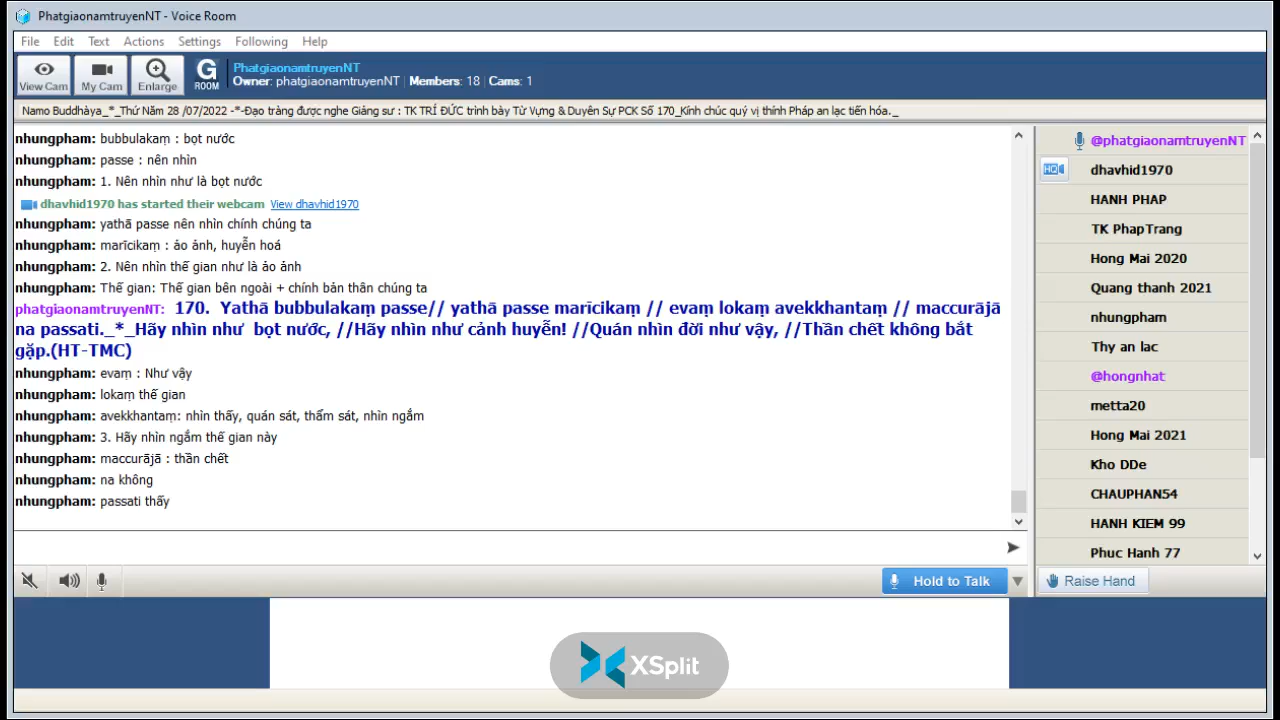 PhatgiaonamtruyenNT - Voice Room
File Edit Text Actions Settings Following Help
View Cam My Cam Enlarge G ROOM
PhatgiaonamtruyenNT
Owner: phatgiaonamtruyenNT | Members: 18 | Cams: 1
Namo Buddhàya_*_Thứ Năm 28 /07/2022 -*-Đạo tràng được nghe Giảng sư : TK TRÍ ĐỨC trình bày Từ Vựng & Duyên Sự PCK Số 170_Kính chúc quý vị thính Pháp an lạc tiến hóa._
nhungpham: bubbulakaṃ : bọt nước
nhungpham: passe : nên nhìn
nhungpham: 1. Nên nhìn như là bọt nước
dhavhid1970 has started their webcam View dhavhid1970
nhungpham: yathā passe nên nhìn chính chúng ta
nhungpham: marīcikaṃ : ảo ảnh, huyễn hoá
nhungpham: 2. Nên nhìn thế gian như là ảo ảnh
nhungpham: Thế gian: Thế gian bên ngoài + chính bản thân chúng ta
phatgiaonamtruyenNT: 170. Yathā bubbulakaṃ passe// yathā passe marīcikaṃ // evaṃ lokaṃ avekkhantaṃ // maccurājā
na passati._*_Hãy nhìn như bọt nước, //Hãy nhìn như cảnh huyễn! //Quán nhìn đời như vậy, //Thần chết không bắt
gặp.(HT-TMC)
nhungpham: evaṃ : Như vậy
nhungpham: lokaṃ thế gian
nhungpham: avekkhantaṃ: nhìn thấy, quán sát, thẩm sát, nhìn ngắm
nhungpham: 3. Hãy nhìn ngắm thế gian này
nhungpham: maccurājā : thần chết
nhungpham: na không
nhungpham: passati thấy
@phatgiaonamtruyenNT
HQ dhavhid1970
HANH PHAP
TK PhapTrang
Hong Mai 2020
Quang thanh 2021
nhungpham
Thy an lac
@hongnhat
metta20
Hong Mai 2021
Kho DDe
CHAUPHAN54
HANH KIEM 99
Phuc Hanh 77
Hold to Talk
Raise Hand
XSplit